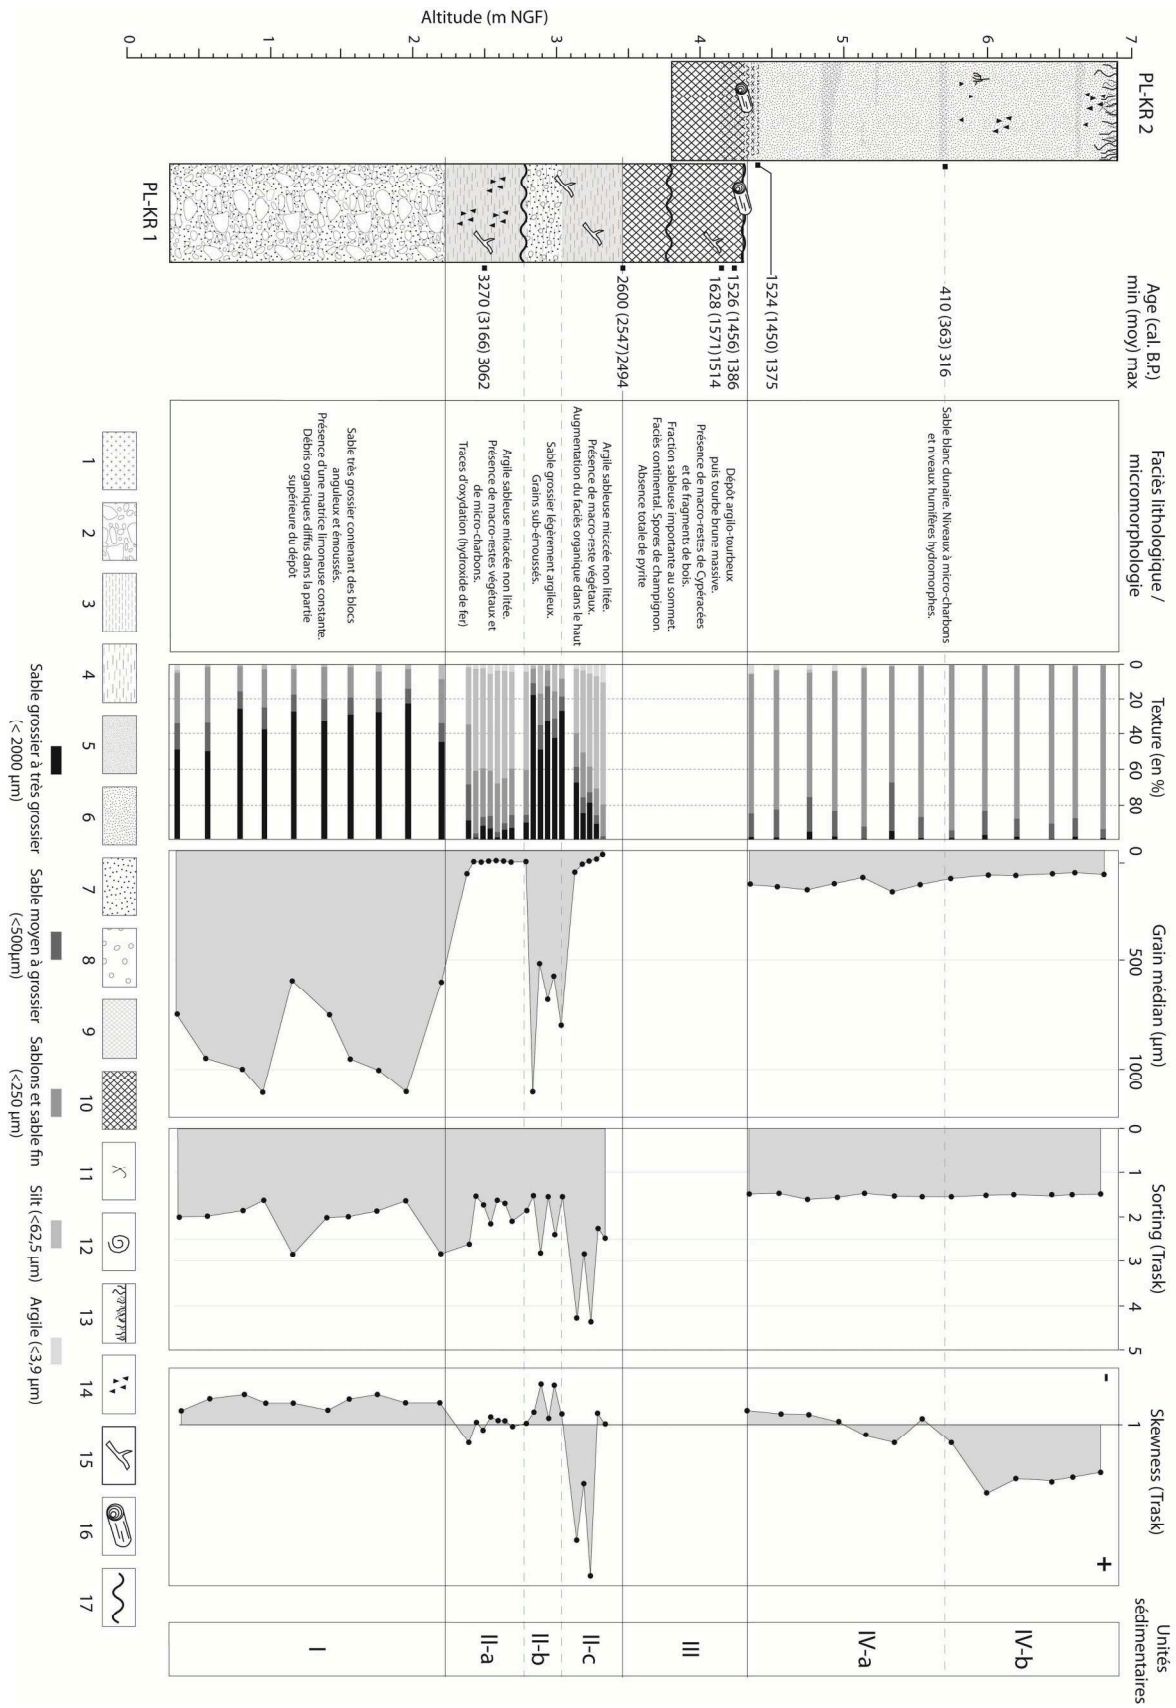 Altitude (m NGF)
0
1
2
3
4
5
6
7
PL-KR 2
PL-KR 1
Age (cal. B.P.)
min (moy) max
410 (363) 316
1524 (1450) 1375
1526 (1456) 1386
1628 (1571)1514
2600 (2547)2494
3270 (3166) 3062
Faciès lithologique /
micromorphologie
Sable blanc dunaire. Niveaux à micro-charbons
et nveaux humifères hydromorphes.
Dépôt argilo-tourbeux
puis tourbe brune massive.
Présence de macro-restes de Cypéracées
et de fragments de bois.
Fraction sableuse importante au sommet.
Faciès continental. Spores de champignon.
Absence totale de pyrite
Argile sableuse micacée non litée.
Présence de macro-reste végétaux.
Augmentation du faciès organique dans le haut
Sable grossier légèrement argileux.
Grains sub-émoussés.
Argile sableuse micacée non litée.
Présence de macro-restes végétaux et
de micro-charbons.
Traces d'oxydation (hydroxide de fer)
Sable très grossier contenant des blocs
anguleux et émoussés.
Présence d'une matrice limoneuse constante.
Débris organiques diffus dans la partie
supérieure du dépôt
Texture (en %)
0
20
40
60
80
Grain médian (µm)
0
500
1000
Sorting (Trask)
0
1
2
3
4
5
Skewness (Trask)
-
1
+
Unités
sédimentaires
IV-b
IV-a
III
II-c
II-b
II-a
I
1
2
3
4
5
6
7
8
9
10
11
12
13
14
15
16
17
Sable grossier à très grossier
(< 2000 µm)
Sable moyen à grossier
(<500µm)
Sablons et sable fin
(<250 µm)
Silt (<62,5 µm)
Argile (<3,9 µm)